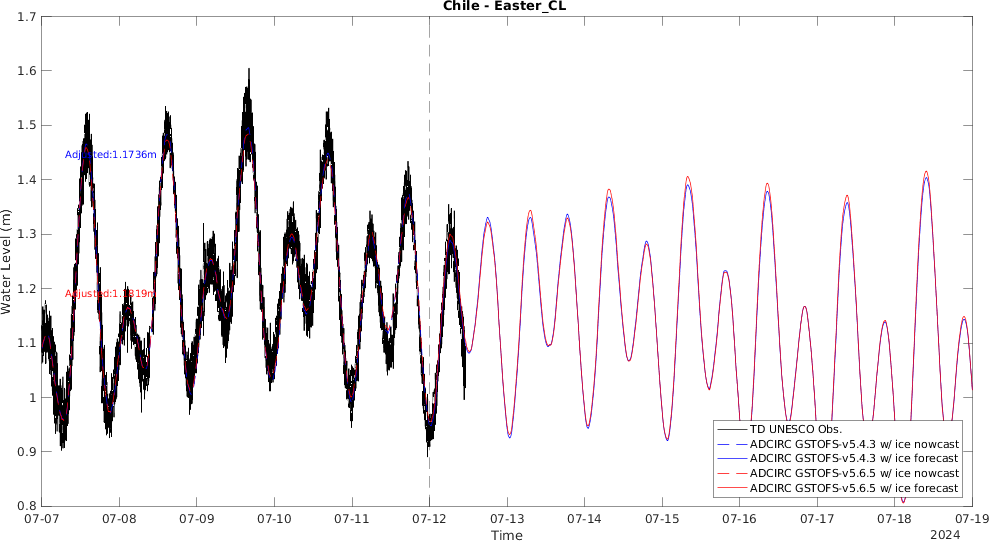 Chile - Easter_CL
1.7
1.6
1.5
1.4
1.3
1.2
1.1
1
0.9
0.8
Water Level (m)
Adjusted:1.1736m
TD UNESCO Obs.
ADCIRC GSTOFS-v5.4.3 w/ ice nowcast
ADCIRC GSTOFS-v5.4.3 w/ ice forecast
ADCIRC GSTOFS-v5.6.5 w/ ice nowcast
ADCIRC GSTOFS-v5.6.5 w/ ice forecast
07-07 07-08 07-09 07-10 07-11 07-12 07-13 07-14 07-15 07-16 07-17 07-18 07-19
Time
2024